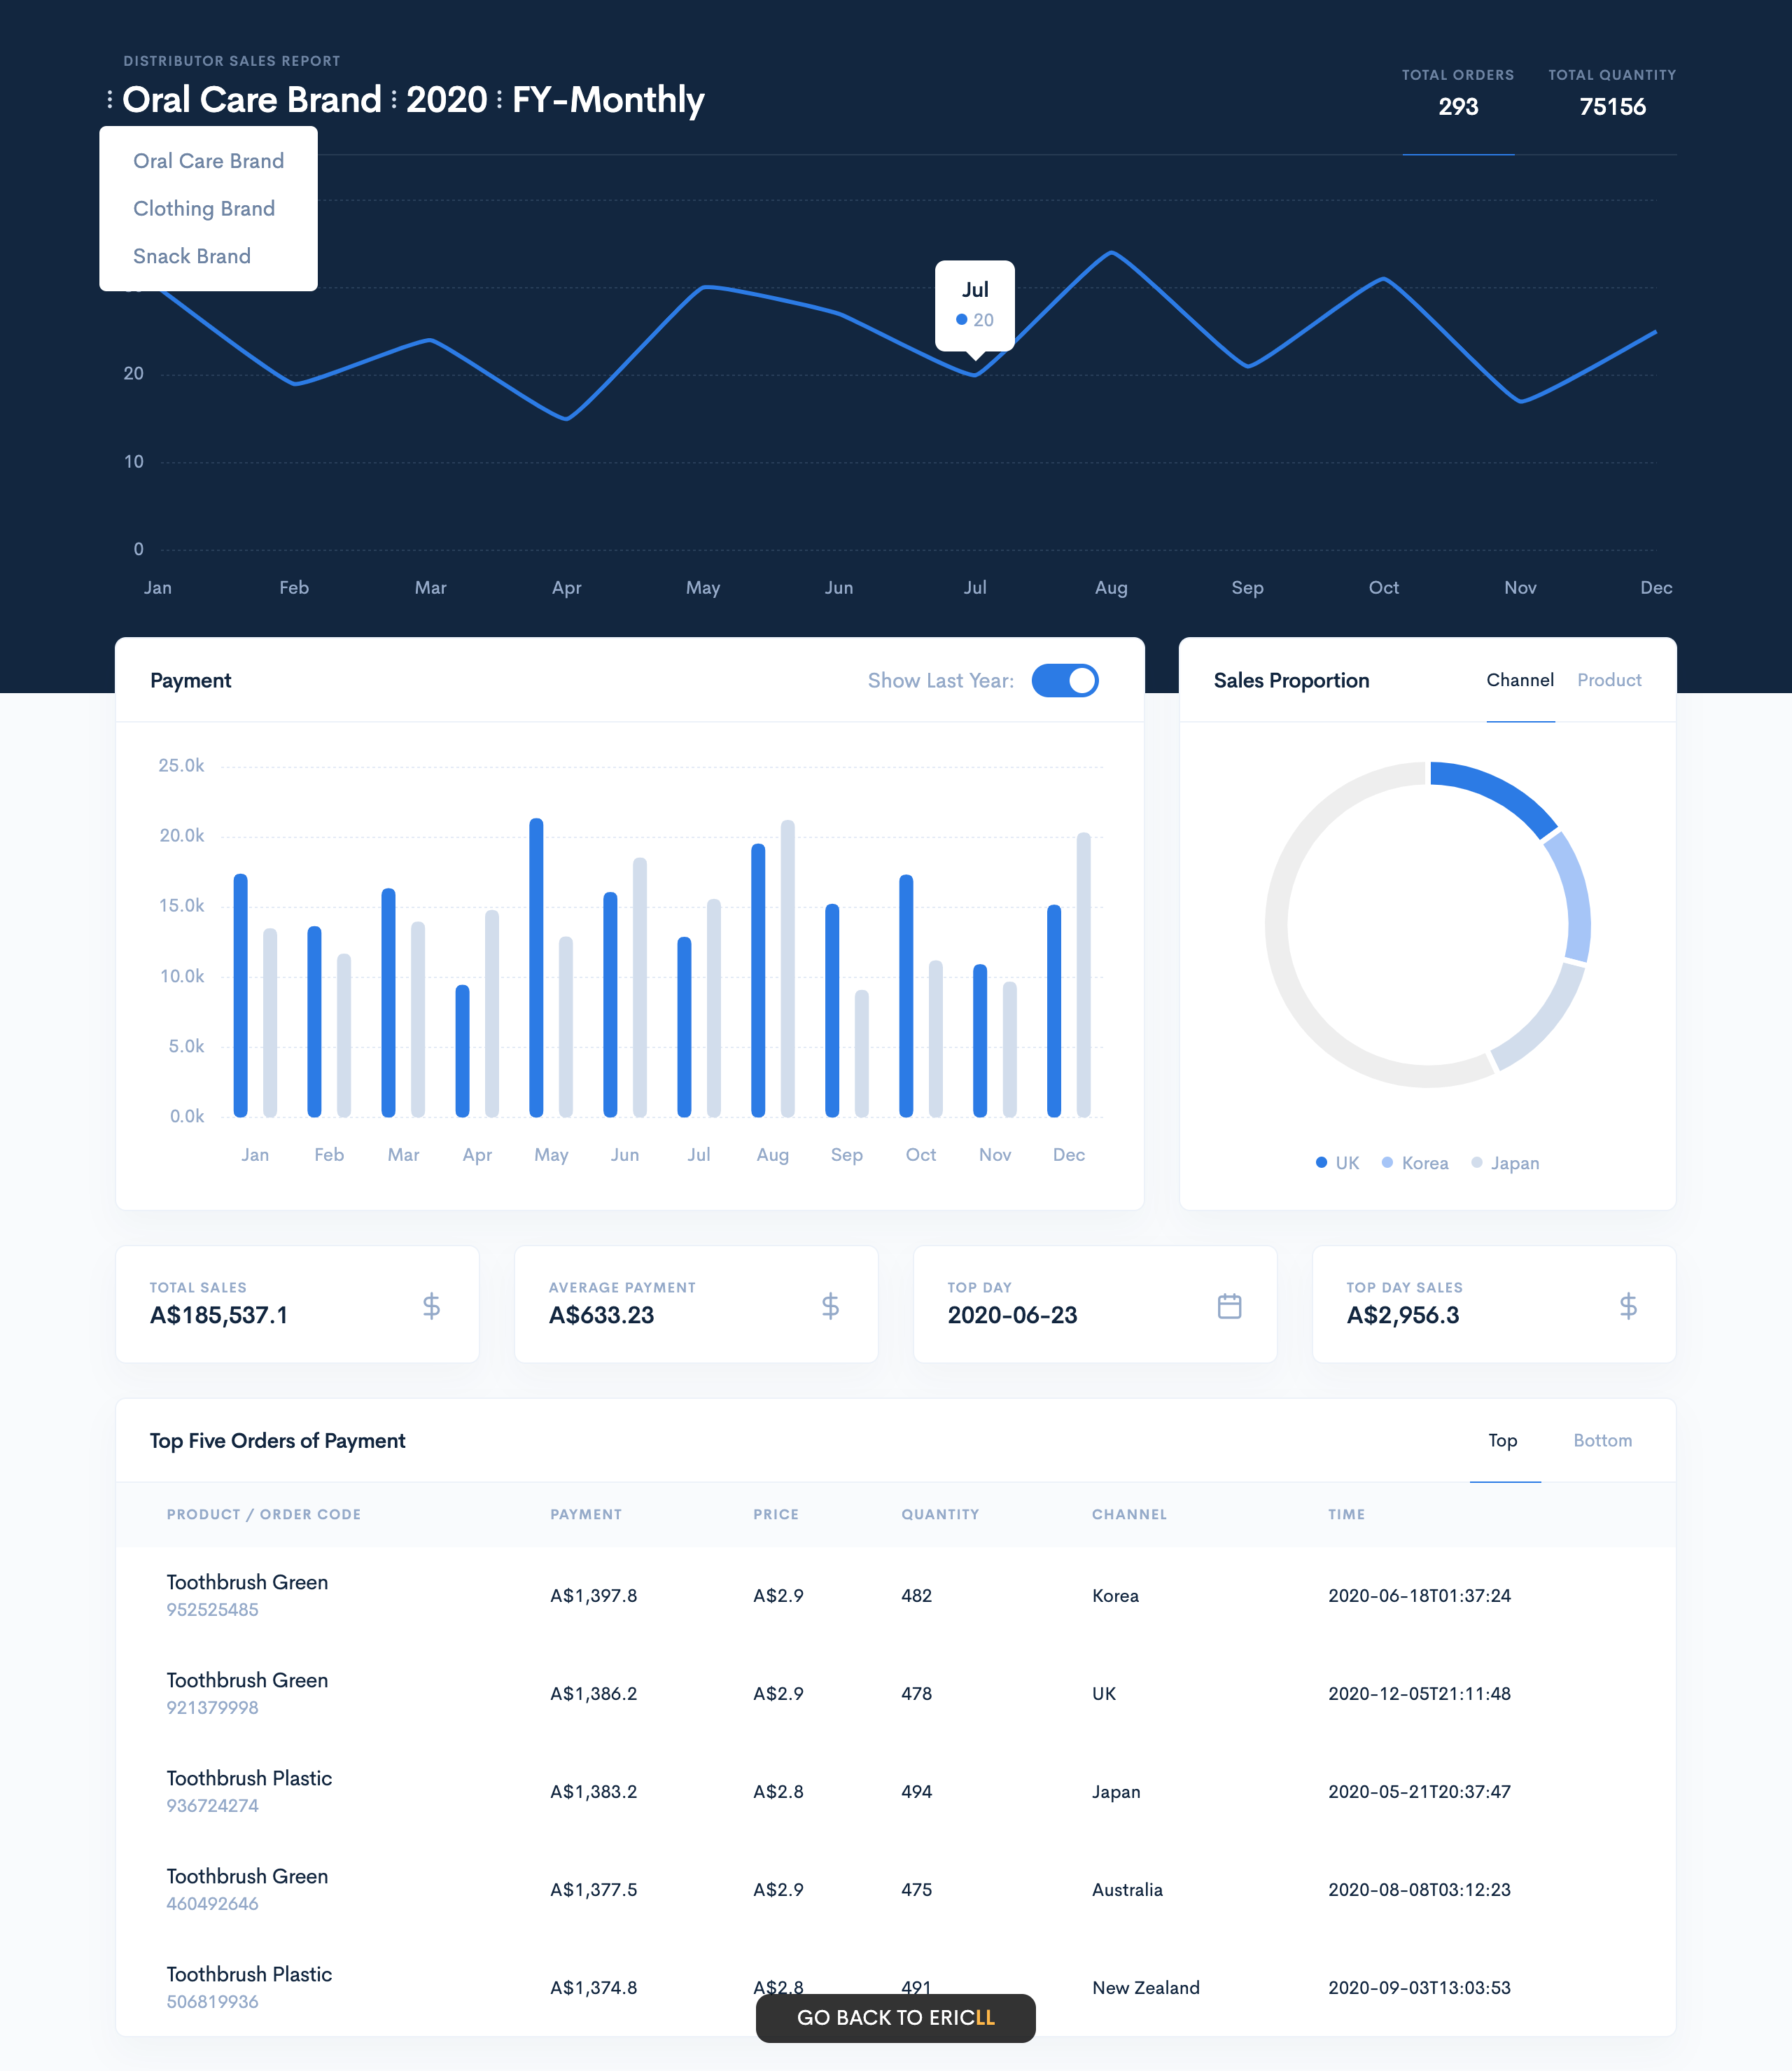 DISTRIBUTOR SALES REPORT
Oral Care Brand 2020 FY-Monthly
TOTAL ORDERS TOTAL QUANTITY
293 75156
Oral Care Brand
Clothing Brand
Snack Brand
Jul
20
20
10
0
Jan Feb Mar Apr May Jun Jul Aug Sep Oct Nov Dec
Payment
Show Last Year:
25.0k
20.0k
15.0k
10.0k
5.0k
0.0k
Jan Feb Mar Apr May Jun Jul Aug Sep Oct Nov Dec
Sales Proportion Channel Product
UK Korea Japan
TOTAL SALES
A$185,537.1
AVERAGE PAYMENT
A$633.23
TOP DAY
2020-06-23
TOP DAY SALES
A$2,956.3
Top Five Orders of Payment Top Bottom
PRODUCT / ORDER CODE PAYMENT PRICE QUANTITY CHANNEL TIME
Toothbrush Green
952525485
A$1,397.8 A$2.9 482 Korea 2020-06-18T01:37:24
Toothbrush Green
921379998
A$1,386.2 A$2.9 478 UK 2020-12-05T21:11:48
Toothbrush Plastic
936724274
A$1,383.2 A$2.8 494 Japan 2020-05-21T20:37:47
Toothbrush Green
460492646
A$1,377.5 A$2.9 475 Australia 2020-08-08T03:12:23
Toothbrush Plastic
506819936
A$1,374.8 A$2.8 491 New Zealand 2020-09-03T13:03:53
GO BACK TO ERICLL